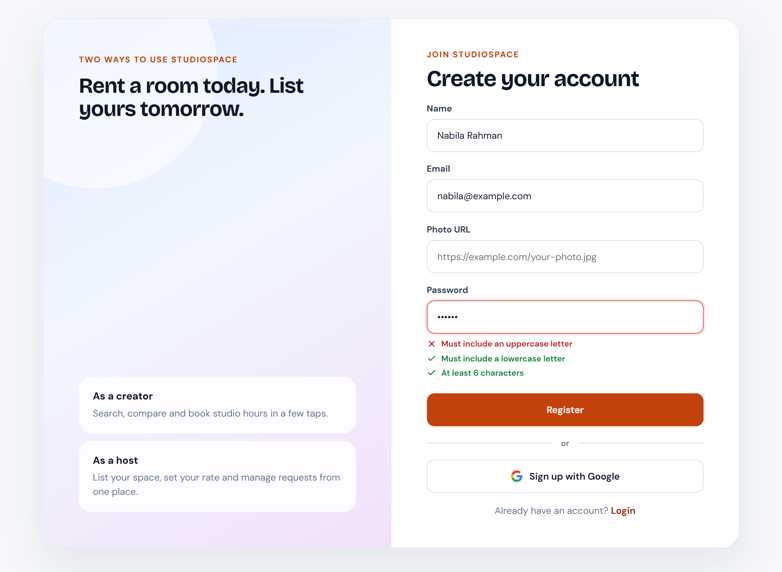 TWO WAYS TO USE STUDIOSPACE
Rent a room today. List
yours tomorrow.
As a creator
Search, compare and book studio hours in a few taps.
As a host
List your space, set your rate and manage requests from
one place.
JOIN STUDIOSPACE
Create your account
Name
Nabila Rahman
Email
nabila@example.com
Photo URL
https://example.com/your-photo.jpg
Password
••••••
Must include an uppercase letter
Must include a lowercase letter
At least 6 characters
Register
or
Sign up with Google
Already have an account? Login